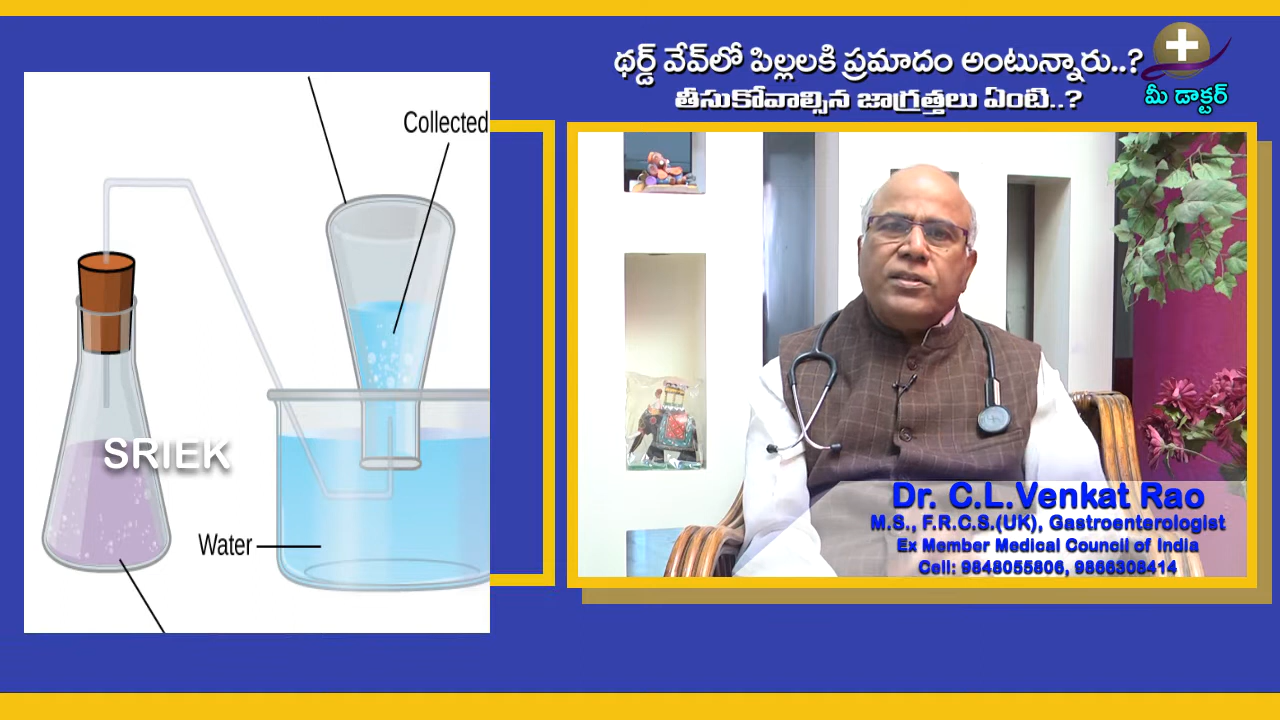 థర్డ్ వేవ్‌లో పిల్లలకి ప్రమాదం అంటున్నారు..?
తీసుకోవాల్సిన జాగ్రత్తలు ఏంటి..?
మీ డాక్టర్
Collected
SRIEK
Water
Dr. C.L.Venkat Rao
M.S., F.R.C.S.(UK), Gastroenterologist
Ex Member Medical Council of India
Cell: 9848055806, 9866308414